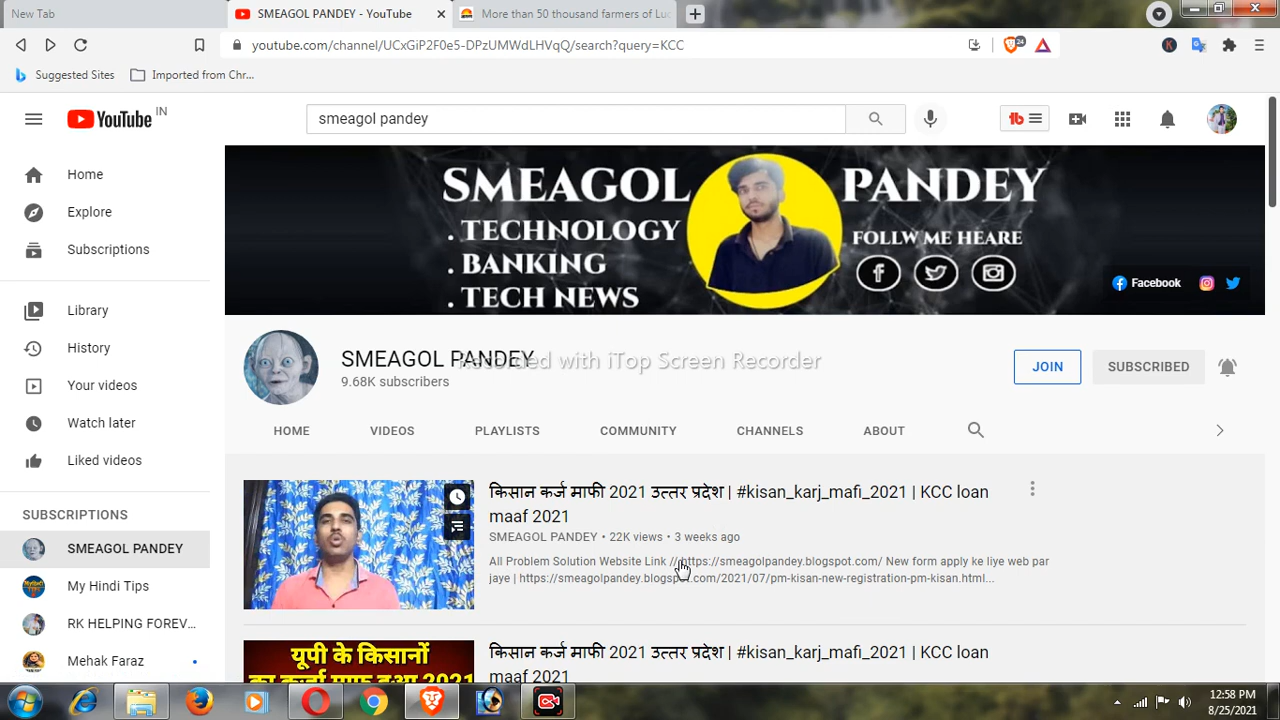 New Tab
SMEAGOL PANDEY - YouTube
More than 50 thousand farmers of Luc
youtube.com/channel/UCxGiP2F0e5-DPzUMWdLHVqQ/search?query=KCC
24
Suggested Sites
Imported from Chr...
YouTube IN
smeagol pandey
Home
Explore
Subscriptions
Library
History
Your videos
Watch later
Liked videos
SUBSCRIPTIONS
SMEAGOL PANDEY
My Hindi Tips
RK HELPING FOREV...
Mehak Faraz
SMEAGOL PANDEY
. TECHNOLOGY
. BANKING
. TECH NEWS
FOLLW ME HEARE
Facebook
SMEAGOL PANDEY
Recorded with iTop Screen Recorder
9.68K subscribers
JOIN
SUBSCRIBED
HOME
VIDEOS
PLAYLISTS
COMMUNITY
CHANNELS
ABOUT
किसान कर्ज माफी 2021 उत्तर प्रदेश | #kisan_karj_mafi_2021 | KCC loan
maaf 2021
SMEAGOL PANDEY • 22K views • 3 weeks ago
All Problem Solution Website Link // https://smeagolpandey.blogspot.com/ New form apply ke liye web par
jaye | https://smeagolpandey.blogspot.com/2021/07/pm-kisan-new-registration-pm-kisan.html...
यूपी के किसानों
का कर्जा माफ हुआ 2021
किसान कर्ज माफी 2021 उत्तर प्रदेश | #kisan_karj_mafi_2021 | KCC loan
maaf 2021
12:58 PM
8/25/2021